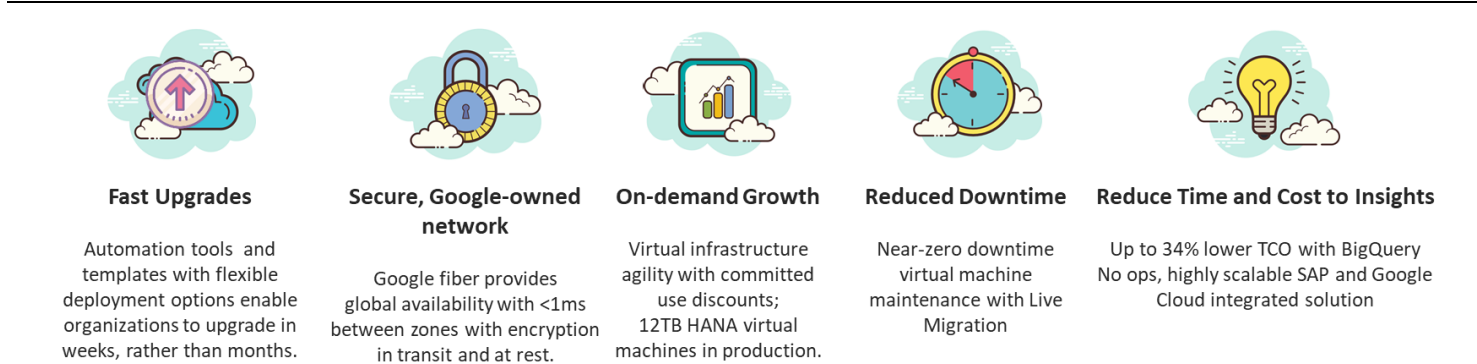 Fast Upgrades
Automation tools and
templates with flexible
deployment options enable
organizations to upgrade in
weeks, rather than months.
Secure, Google-owned
network
Google fiber provides
global availability with <1ms
between zones with encryption
in transit and at rest.
On-demand Growth
Virtual infrastructure
agility with committed
use discounts;
12TB HANA virtual
machines in production.
Reduced Downtime
Near-zero downtime
virtual machine
maintenance with Live
Migration
Reduce Time and Cost to Insights
Up to 34% lower TCO with BigQuery
No ops, highly scalable SAP and Google
Cloud integrated solution